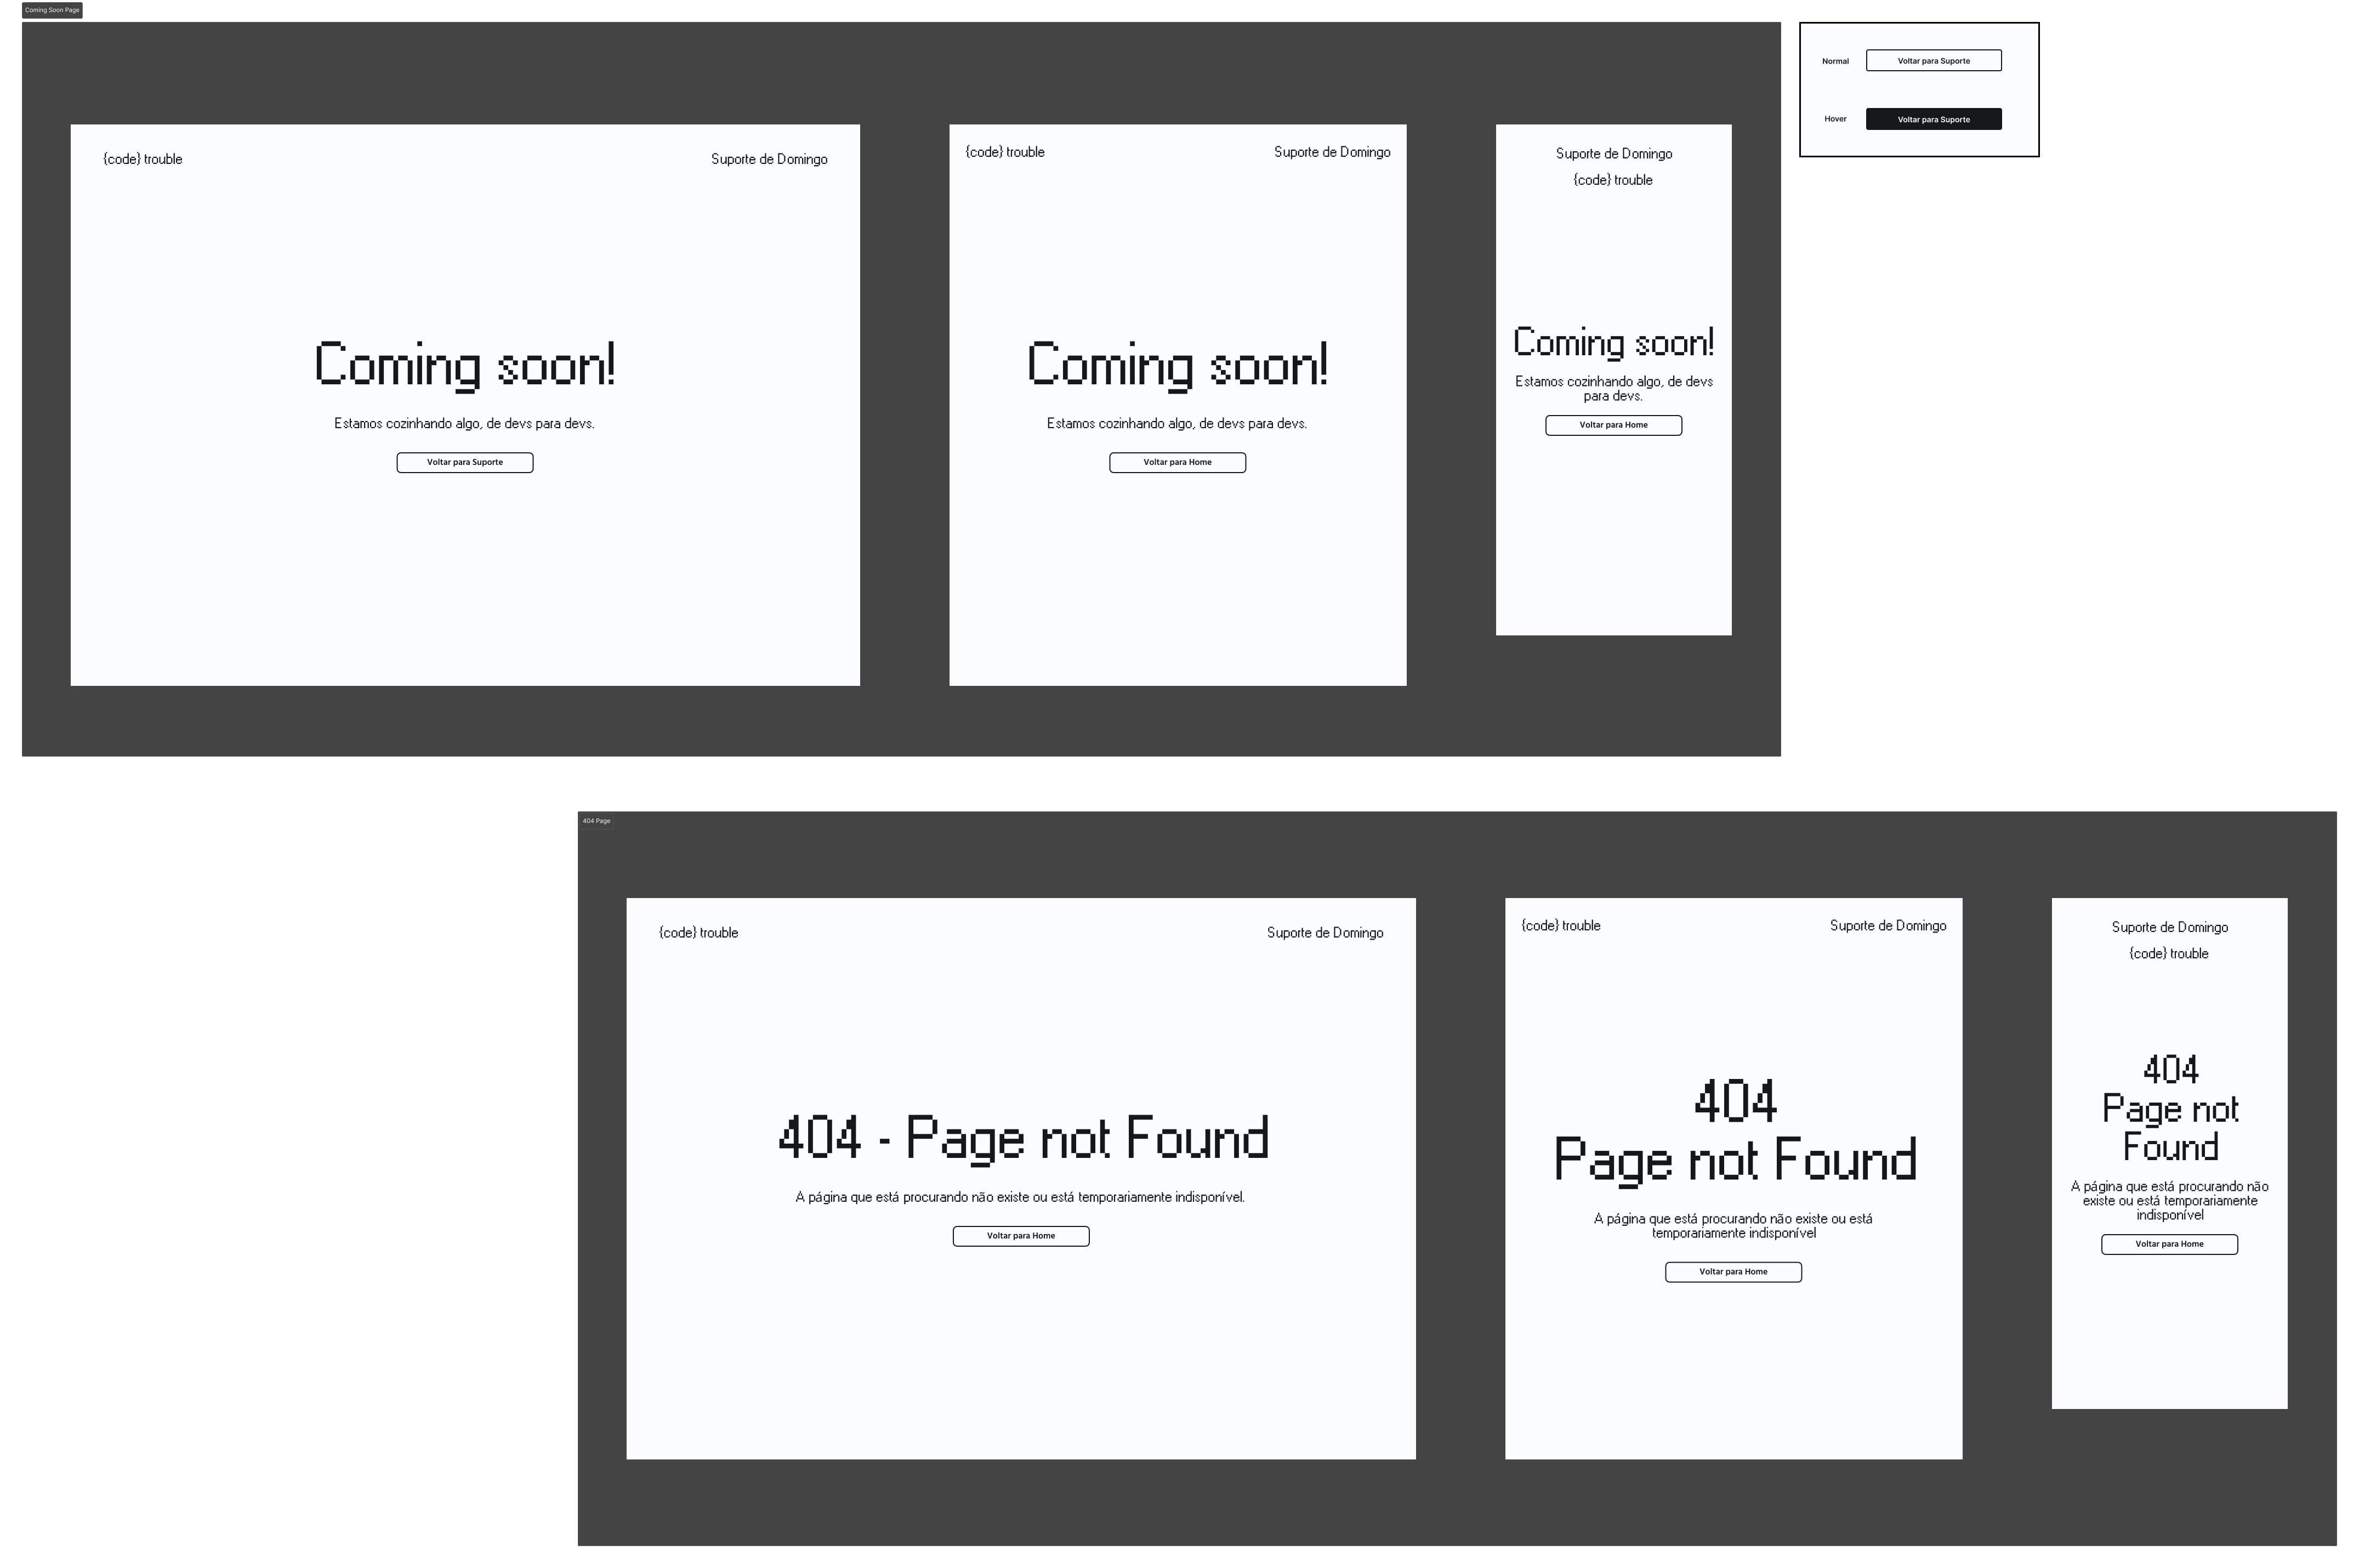 Coming Soon Page
{code} trouble
Suporte de Domingo
Coming soon!
Estamos cozinhando algo, de devs para devs.
Voltar para Suporte
{code} trouble
Suporte de Domingo
Coming soon!
Estamos cozinhando algo, de devs para devs.
Voltar para Home
Suporte de Domingo
{code} trouble
Coming soon!
Estamos cozinhando algo, de devs
para devs.
Voltar para Home
Normal
Voltar para Suporte
Hover
Voltar para Suporte
404 Page
{code} trouble
Suporte de Domingo
404 - Page not Found
A página que está procurando não existe ou está temporariamente indisponível.
Voltar para Home
{code} trouble
Suporte de Domingo
404
Page not Found
A página que está procurando não existe ou está
temporariamente indisponível
Voltar para Home
Suporte de Domingo
{code} trouble
404
Page not
Found
A página que está procurando não
existe ou está temporariamente
indisponível
Voltar para Home